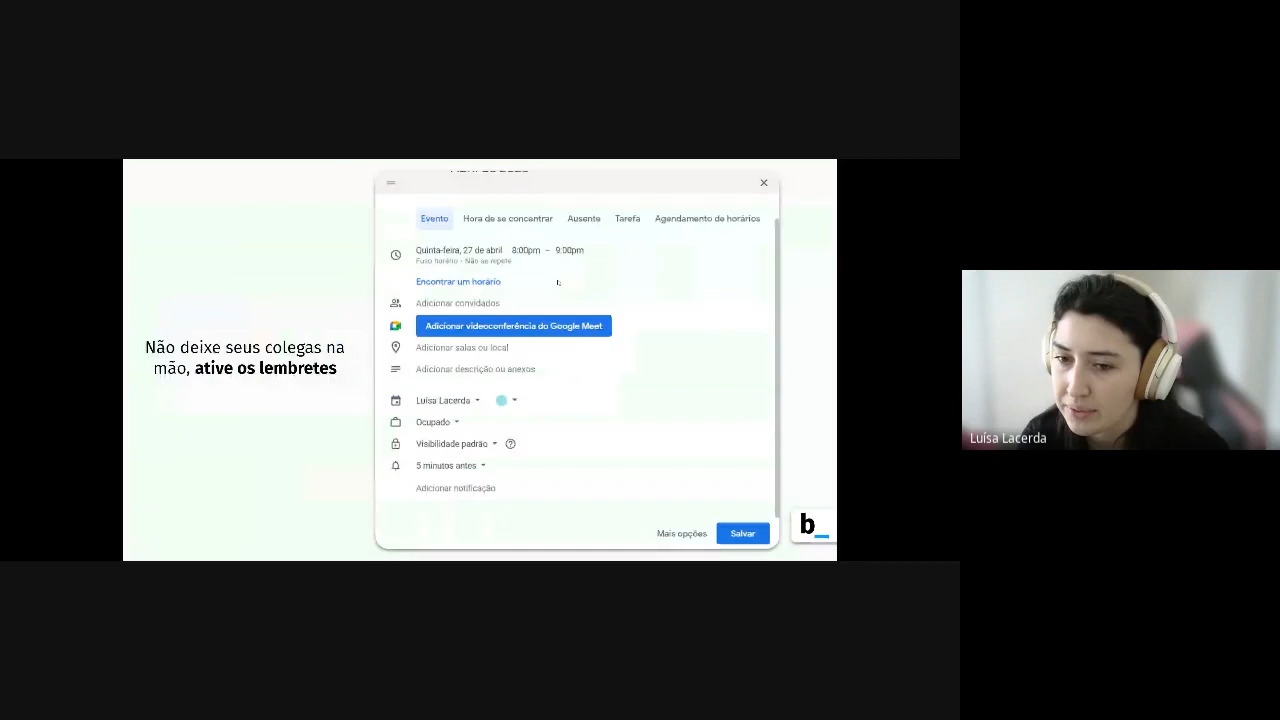 Não deixe seus colegas na
mão, ative os lembretes
Evento Hora de se concentrar Ausente Tarefa Agendamento de horários
Quinta-feira, 27 de abril 8:00pm – 9:00pm
Fuso horário • Não se repete
Encontrar um horário
Adicionar convidados
Adicionar videoconferência do Google Meet
Adicionar salas ou local
Adicionar descrição ou anexos
Luísa Lacerda
Ocupado
Visibilidade padrão
5 minutos antes
Adicionar notificação
Mais opções Salvar
b_
Luísa Lacerda